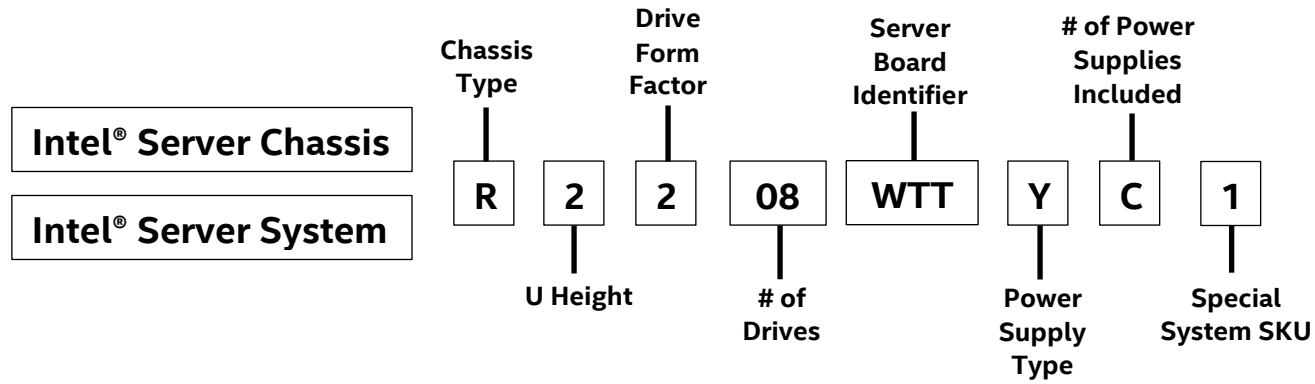 Intel® Server Chassis
Intel® Server System
Chassis
Type
Drive
Form
Factor
Server
Board
Identifier
# of Power
Supplies
Included
R 2 2 08 WTT Y C 1
U Height
# of
Drives
Power
Supply
Type
Special
System SKU